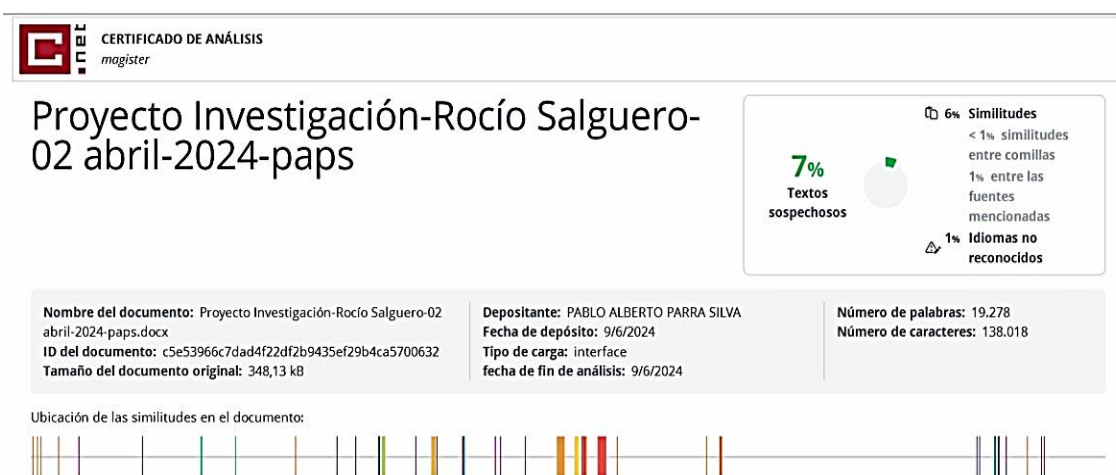 C.net
CERTIFICADO DE ANÁLISIS
magister
Proyecto Investigación-Rocío Salguero-
02 abril-2024-paps
7%
Textos
sospechosos
6% Similitudes
< 1% similitudes
entre comillas
1% entre las
fuentes
mencionadas
1% Idiomas no
reconocidos
Nombre del documento: Proyecto Investigación-Rocío Salguero-02
abril-2024-paps.docx
ID del documento: c5e53966c7dad4f22df2b9435ef29b4ca5700632
Tamaño del documento original: 348,13 kB
Depositante: PABLO ALBERTO PARRA SILVA
Fecha de depósito: 9/6/2024
Tipo de carga: interface
fecha de fin de análisis: 9/6/2024
Número de palabras: 19.278
Número de caracteres: 138.018
Ubicación de las similitudes en el documento: